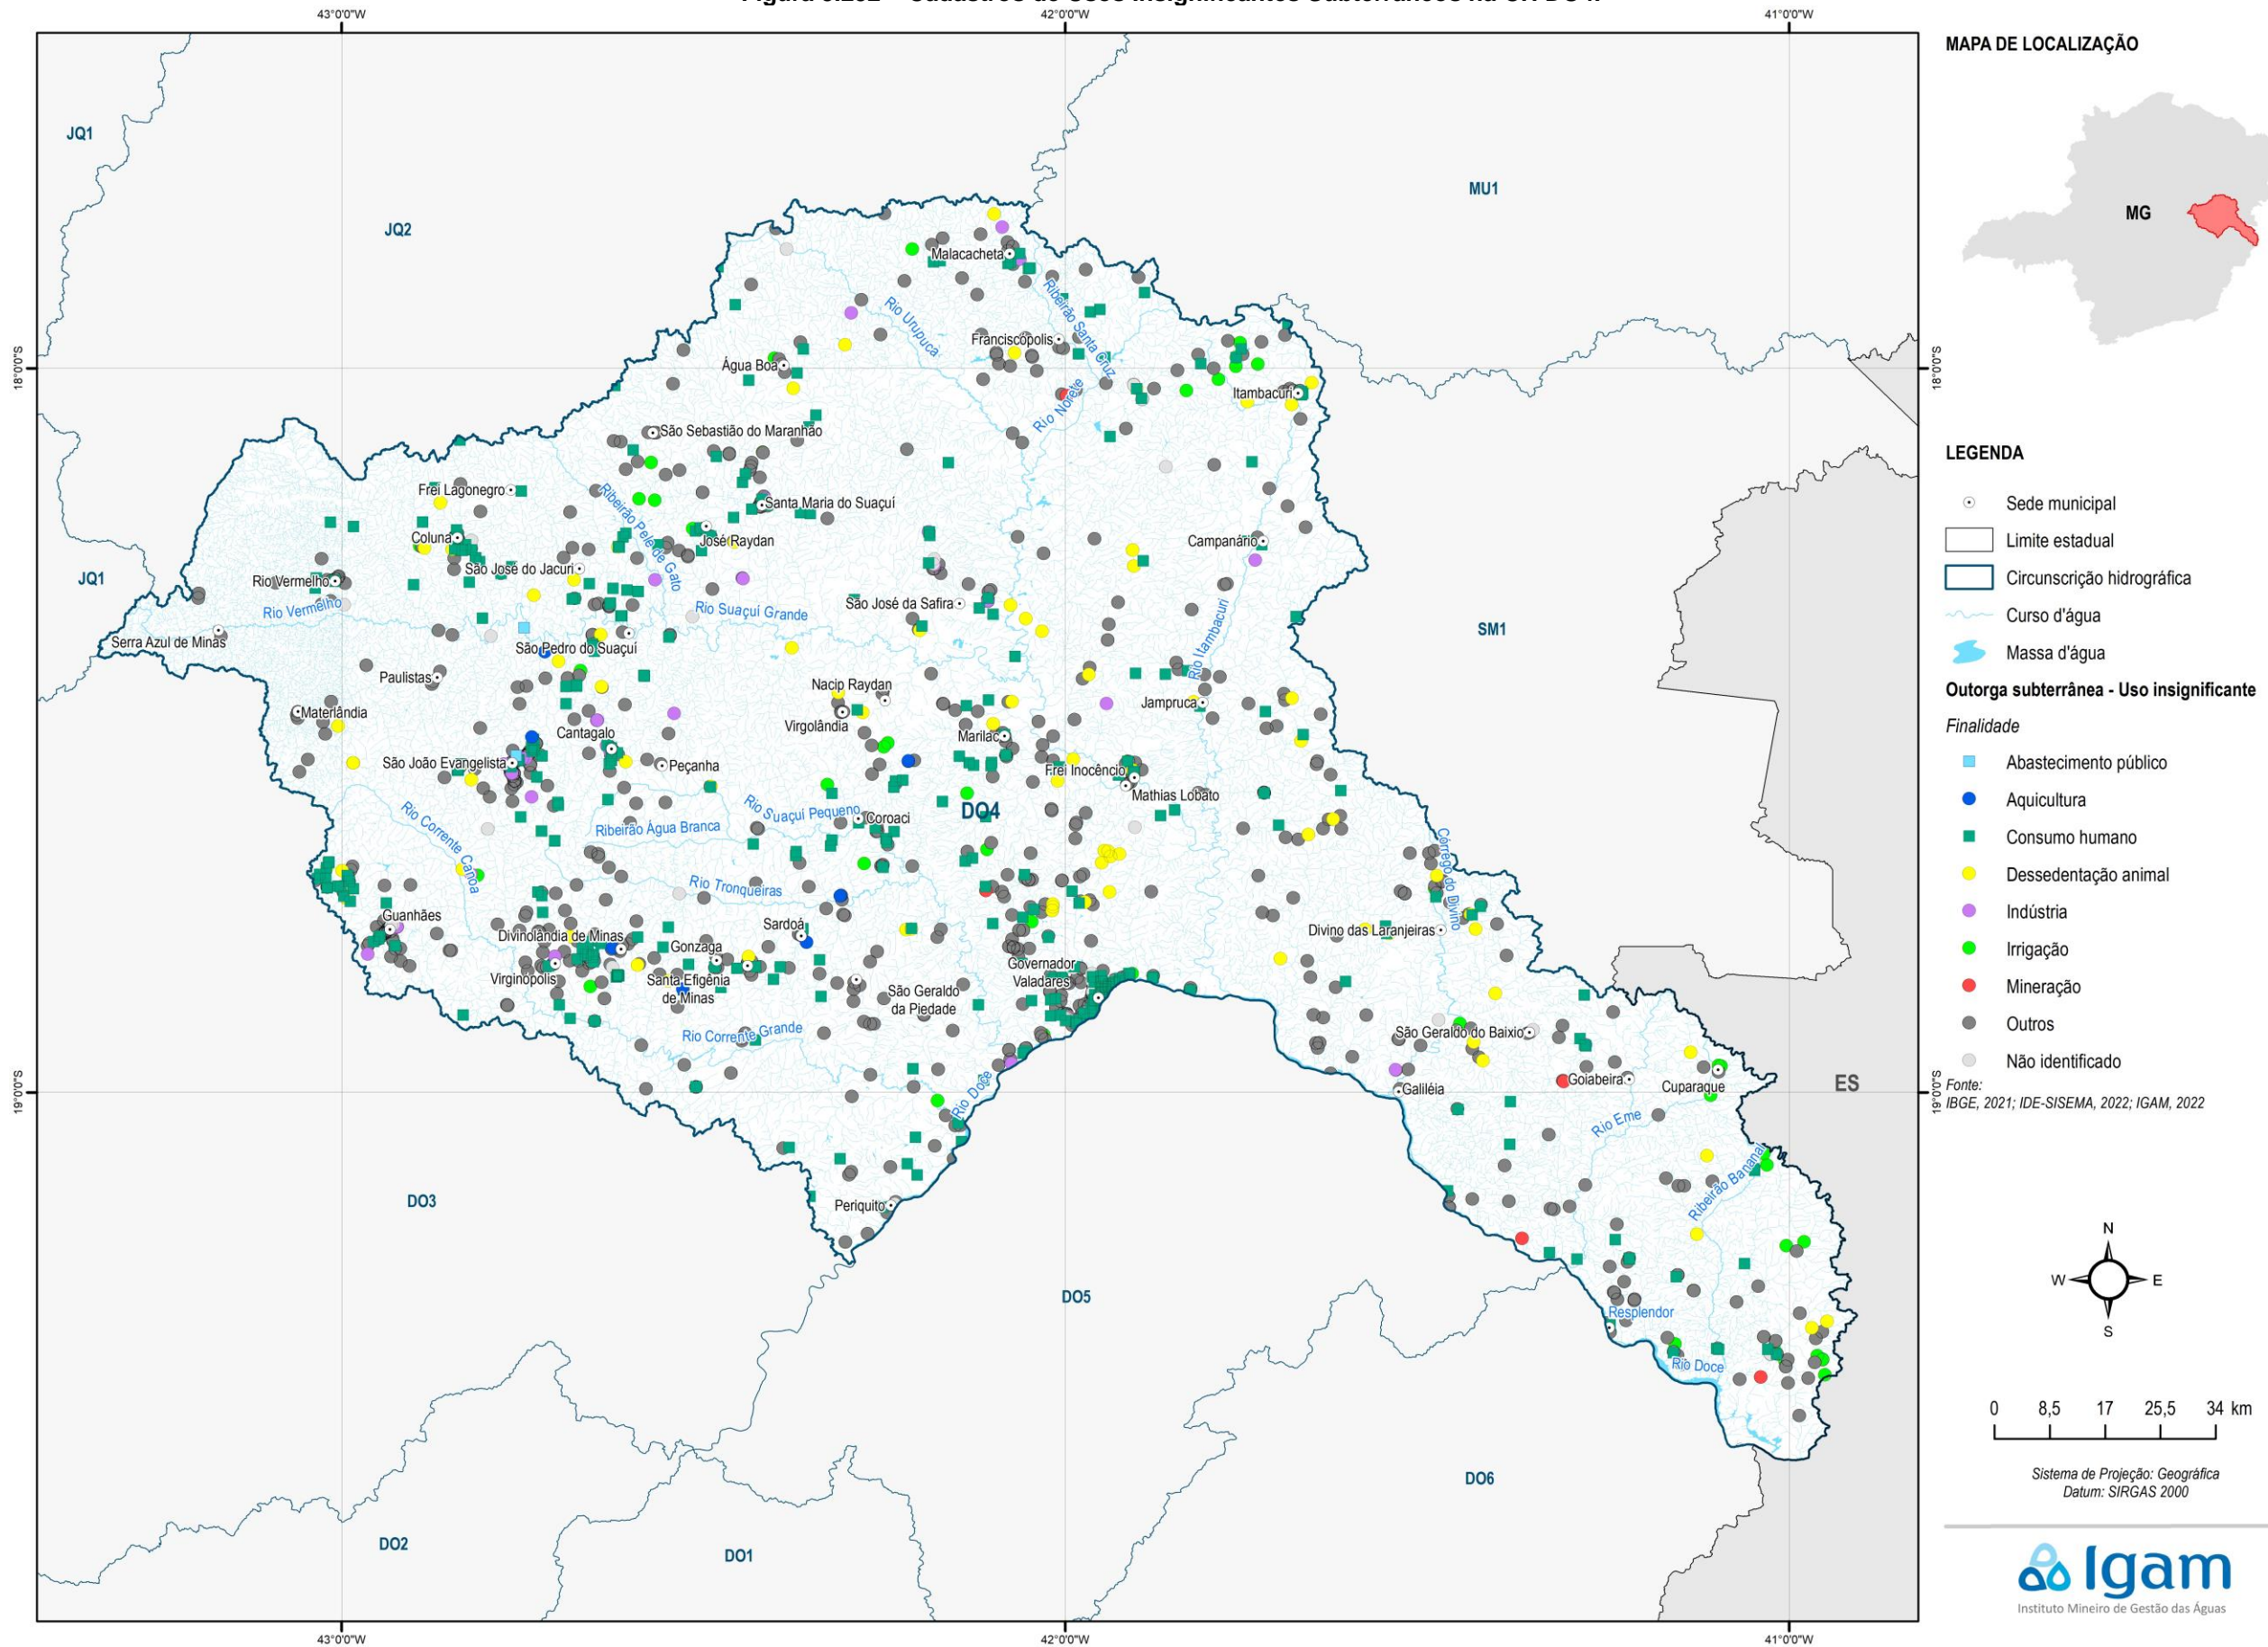 43°0'0"W
42°0'0"W
41°0'0"W
MAPA DE LOCALIZAÇÃO
MG
JQ1
JQ2
MU1
JQ1
SM1
DO4
DO3
DO5
DO6
DO2
DO1
ES
18°0'0"S
18°0'0"S
19°0'0"S
19°0'0"S
Malacacheta
Ribeirão Santa Cruz
Rio Urupuca
Franciscópolis
Água Boa
Rio Norete
Itambacuri
São Sebastião do Maranhão
Frei Lagonegro
Ribeirão Pele de Gato
Santa Maria do Suaçuí
Coluna
José Raydan
Campanário
São José do Jacuri
Rio Vermelho
Rio Vermelho
Rio Suaçuí Grande
São José da Safira
Rio Itambacuri
Serra Azul de Minas
São Pedro do Suaçuí
Paulistas
Nacip Raydan
Materlândia
Virgolândia
Jampruca
Cantagalo
Marilac
São João Evangelista
Peçanha
Frei Inocêncio
Mathias Lobato
Rio Corrente Canoa
Rio Suaçuí Pequeno
Coroaci
Ribeirão Água Branca
Córrego do Divino
Rio Tronqueiras
Guanhães
Sardoá
Divino das Laranjeiras
Divinolândia de Minas
Gonzaga
Virginópolis
Santa Efigênia
de Minas
Governador
Valadares
São Geraldo
da Piedade
Rio Corrente Grande
São Geraldo do Baixio
Rio Doce
Galiléia
Goiabeira
Cuparaque
Rio Eme
Ribeirão Bananal
Periquito
Resplendor
Rio Doce
LEGENDA
Sede municipal
Limite estadual
Circunscrição hidrográfica
Curso d'água
Massa d'água
Outorga subterrânea - Uso insignificante
Finalidade
Abastecimento público
Aquicultura
Consumo humano
Dessedentação animal
Indústria
Irrigação
Mineração
Outros
Não identificado
Fonte:
IBGE, 2021; IDE-SISEMA, 2022; IGAM, 2022
N
W E
S
0 8,5 17 25,5 34 km
Sistema de Projeção: Geográfica
Datum: SIRGAS 2000
Igam
Instituto Mineiro de Gestão das Águas
43°0'0"W
42°0'0"W
41°0'0"W